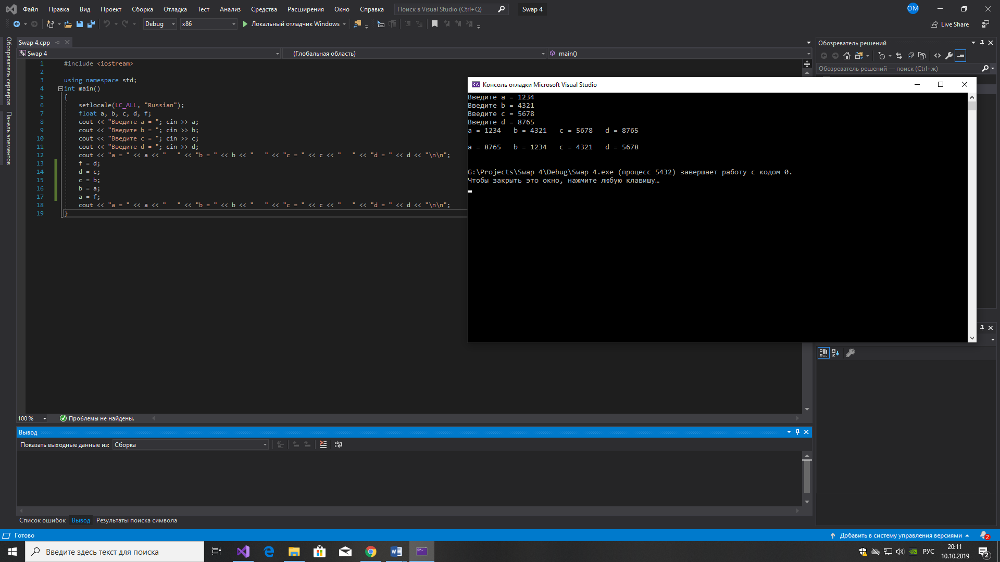 Файл Правка Вид Проект Сборка Отладка Тест Анализ Средства Расширения Окно Справка Поиск в Visual Studio (Ctrl+Q) Swap 4 OM
Debug x86 Локальный отладчик Windows Live Share
Обозреватель серверов
Панель элементов
Swap 4.cpp
Swap 4 (Глобальная область) main()
1 #include <iostream>
2
3 using namespace std;
4 int main()
5 {
6 setlocale(LC_ALL, "Russian");
7 float a, b, c, d, f;
8 cout << "Введите a = "; cin >> a;
9 cout << "Введите b = "; cin >> b;
10 cout << "Введите c = "; cin >> c;
11 cout << "Введите d = "; cin >> d;
12 cout << "a = " << a << "   " << "b = " << b << "   " << "c = " << c << "   " << "d = " << d << "\n\n";
13 f = d;
14 d = c;
15 c = b;
16 b = a;
17 a = f;
18 cout << "a = " << a << "   " << "b = " << b << "   " << "c = " << c << "   " << "d = " << d << "\n\n";
19 }
Консоль отладки Microsoft Visual Studio
Введите a = 1234
Введите b = 4321
Введите c = 5678
Введите d = 8765
a = 1234   b = 4321   c = 5678   d = 8765
a = 8765   b = 1234   c = 4321   d = 5678
G:\Projects\Swap 4\Debug\Swap 4.exe (процесс 5432) завершает работу с кодом 0.
Чтобы закрыть это окно, нажмите любую клавишу…
Обозреватель решений
Обозреватель решений — поиск (Ctrl+ж)
100 % Проблемы не найдены.
Вывод
Показать выходные данные из: Сборка
Список ошибок Вывод Результаты поиска символа
Готово Добавить в систему управления версиями 2
Введите здесь текст для поиска РУС 20:11
10.10.2019 2